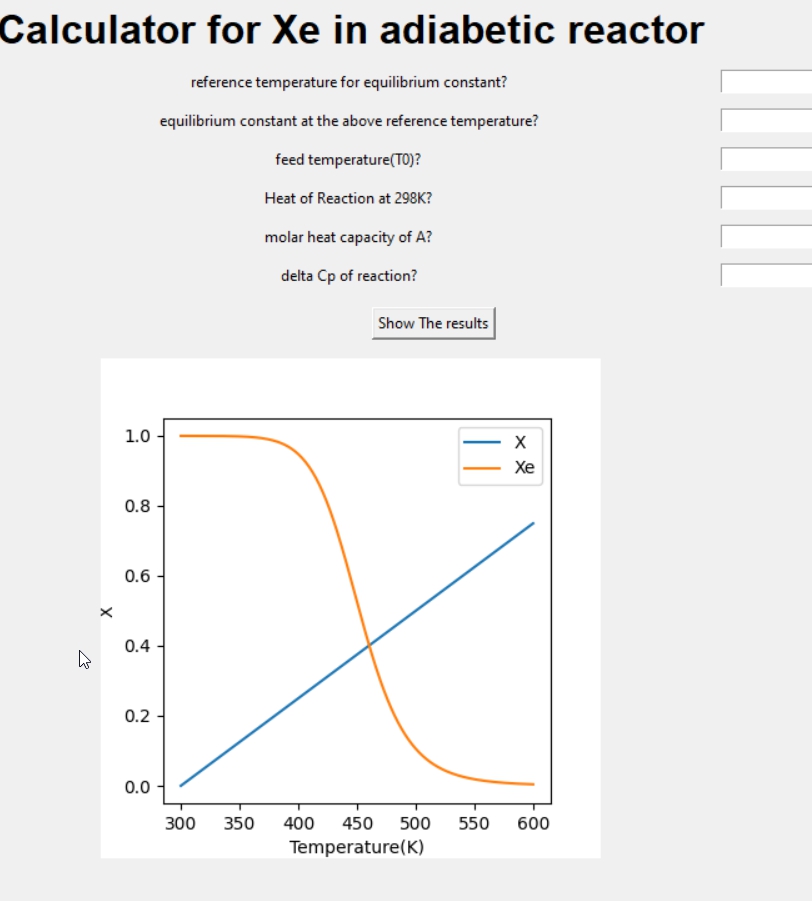 Calculator for Xe in adiabetic reactor
reference temperature for equilibrium constant?
equilibrium constant at the above reference temperature?
feed temperature(T0)?
Heat of Reaction at 298K?
molar heat capacity of A?
delta Cp of reaction?
Show The results
X
Xe
1.0
0.8
0.6
0.4
0.2
0.0
X
300 350 400 450 500 550 600
Temperature(K)